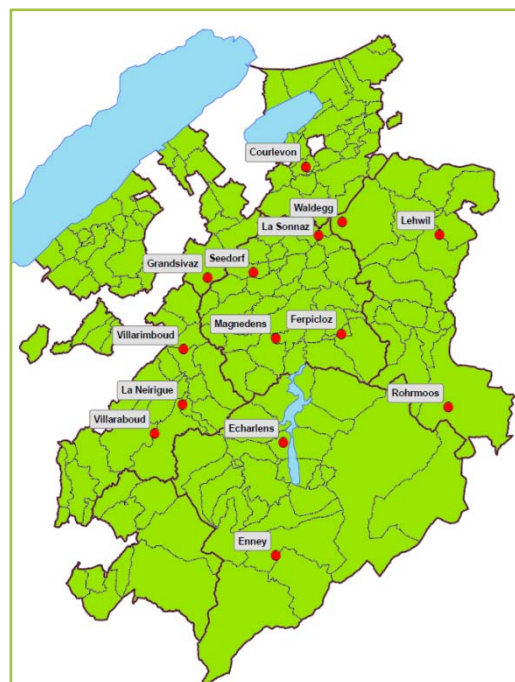 Courlevon
Waldegg
La Sonnaz
Lehwil
Grandsivaz
Seedorf
Villarimboud
Magnedens
Ferpicloz
La Neirigue
Rohrmoos
Villaraboud
Echarlens
Enney